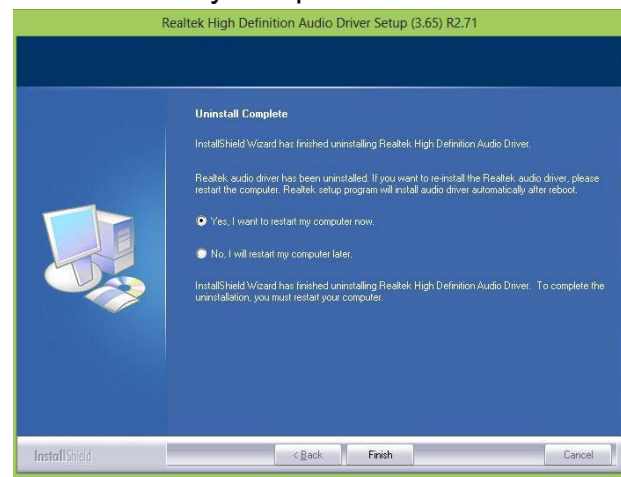 Realtek High Definition Audio Driver Setup (3.65) R2.71
Uninstall Complete
InstallShield Wizard has finished uninstalling Realtek High Definition Audio Driver.
Realtek audio driver has been uninstalled. If you want to re-install the Realtek audio driver, please
restart the computer. Realtek setup program will install audio driver automatically after reboot.
Yes, I want to restart my computer now.
No, I will restart my computer later.
InstallShield Wizard has finished uninstalling Realtek High Definition Audio Driver. To complete the
uninstallation, you must restart your computer.
InstallShield
< Back
Finish
Cancel